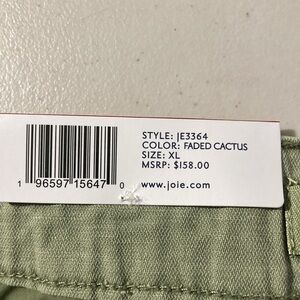 STYLE: JE3364
COLOR: FADED CACTUS
SIZE: XL
MSRP: $158.00
1 96597 15647 0
www.joie.com